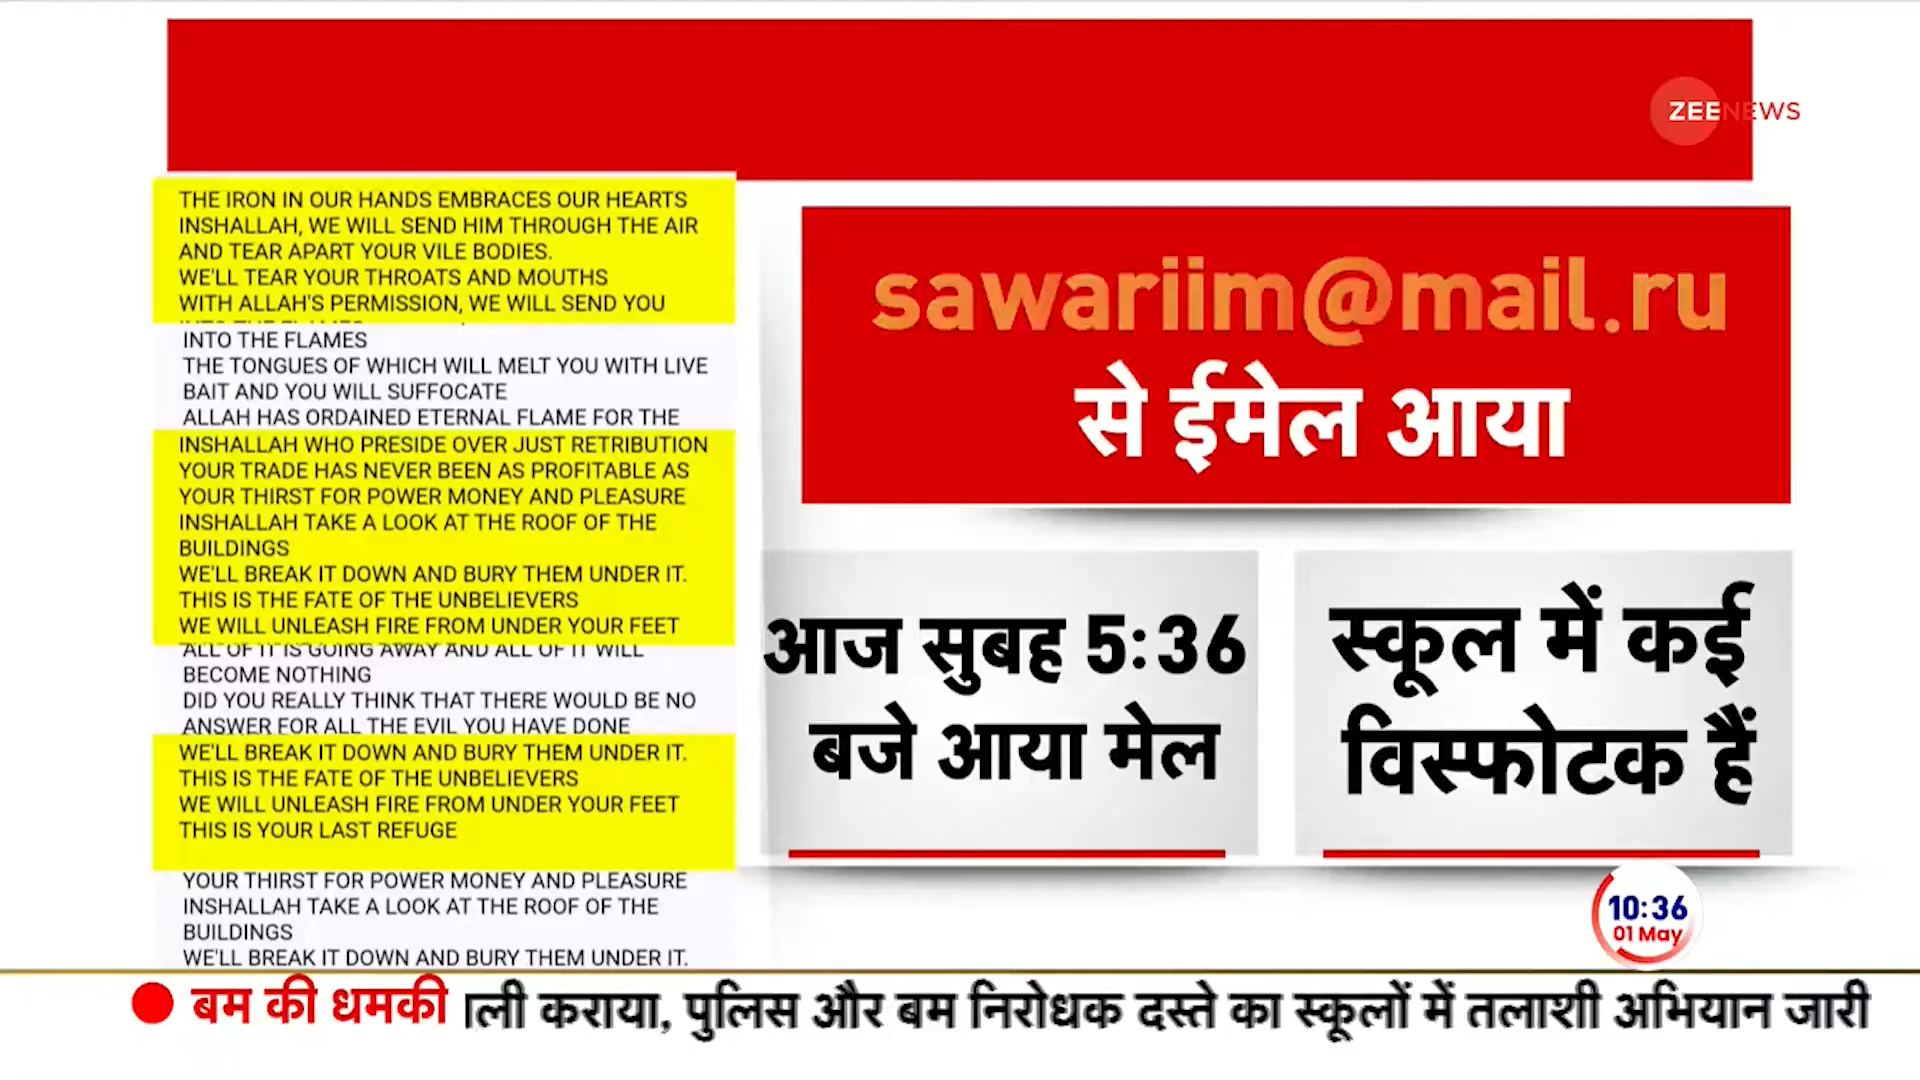 ZEENEWS
THE IRON IN OUR HANDS EMBRACES OUR HEARTS
INSHALLAH, WE WILL SEND HIM THROUGH THE AIR
AND TEAR APART YOUR VILE BODIES.
WE'LL TEAR YOUR THROATS AND MOUTHS
WITH ALLAH'S PERMISSION, WE WILL SEND YOU
INTO THE FLAMES
THE TONGUES OF WHICH WILL MELT YOU WITH LIVE
BAIT AND YOU WILL SUFFOCATE
ALLAH HAS ORDAINED ETERNAL FLAME FOR THE
INSHALLAH WHO PRESIDE OVER JUST RETRIBUTION
YOUR TRADE HAS NEVER BEEN AS PROFITABLE AS
YOUR THIRST FOR POWER MONEY AND PLEASURE
INSHALLAH TAKE A LOOK AT THE ROOF OF THE
BUILDINGS
WE'LL BREAK IT DOWN AND BURY THEM UNDER IT.
THIS IS THE FATE OF THE UNBELIEVERS
WE WILL UNLEASH FIRE FROM UNDER YOUR FEET
ALL OF IT IS GOING AWAY AND ALL OF IT WILL
BECOME NOTHING
DID YOU REALLY THINK THAT THERE WOULD BE NO
ANSWER FOR ALL THE EVIL YOU HAVE DONE
WE'LL BREAK IT DOWN AND BURY THEM UNDER IT.
THIS IS THE FATE OF THE UNBELIEVERS
WE WILL UNLEASH FIRE FROM UNDER YOUR FEET
THIS IS YOUR LAST REFUGE
YOUR THIRST FOR POWER MONEY AND PLEASURE
INSHALLAH TAKE A LOOK AT THE ROOF OF THE
BUILDINGS
WE'LL BREAK IT DOWN AND BURY THEM UNDER IT.
sawariim@mail.ru
से ईमेल आया
आज सुबह 5:36
बजे आया मेल
स्कूल में कई
विस्फोटक हैं
10:36
01 May
बम की धमकी कराया, पुलिस और बम निरोधक दस्ते का स्कूलों में तलाशी अभियान जारी